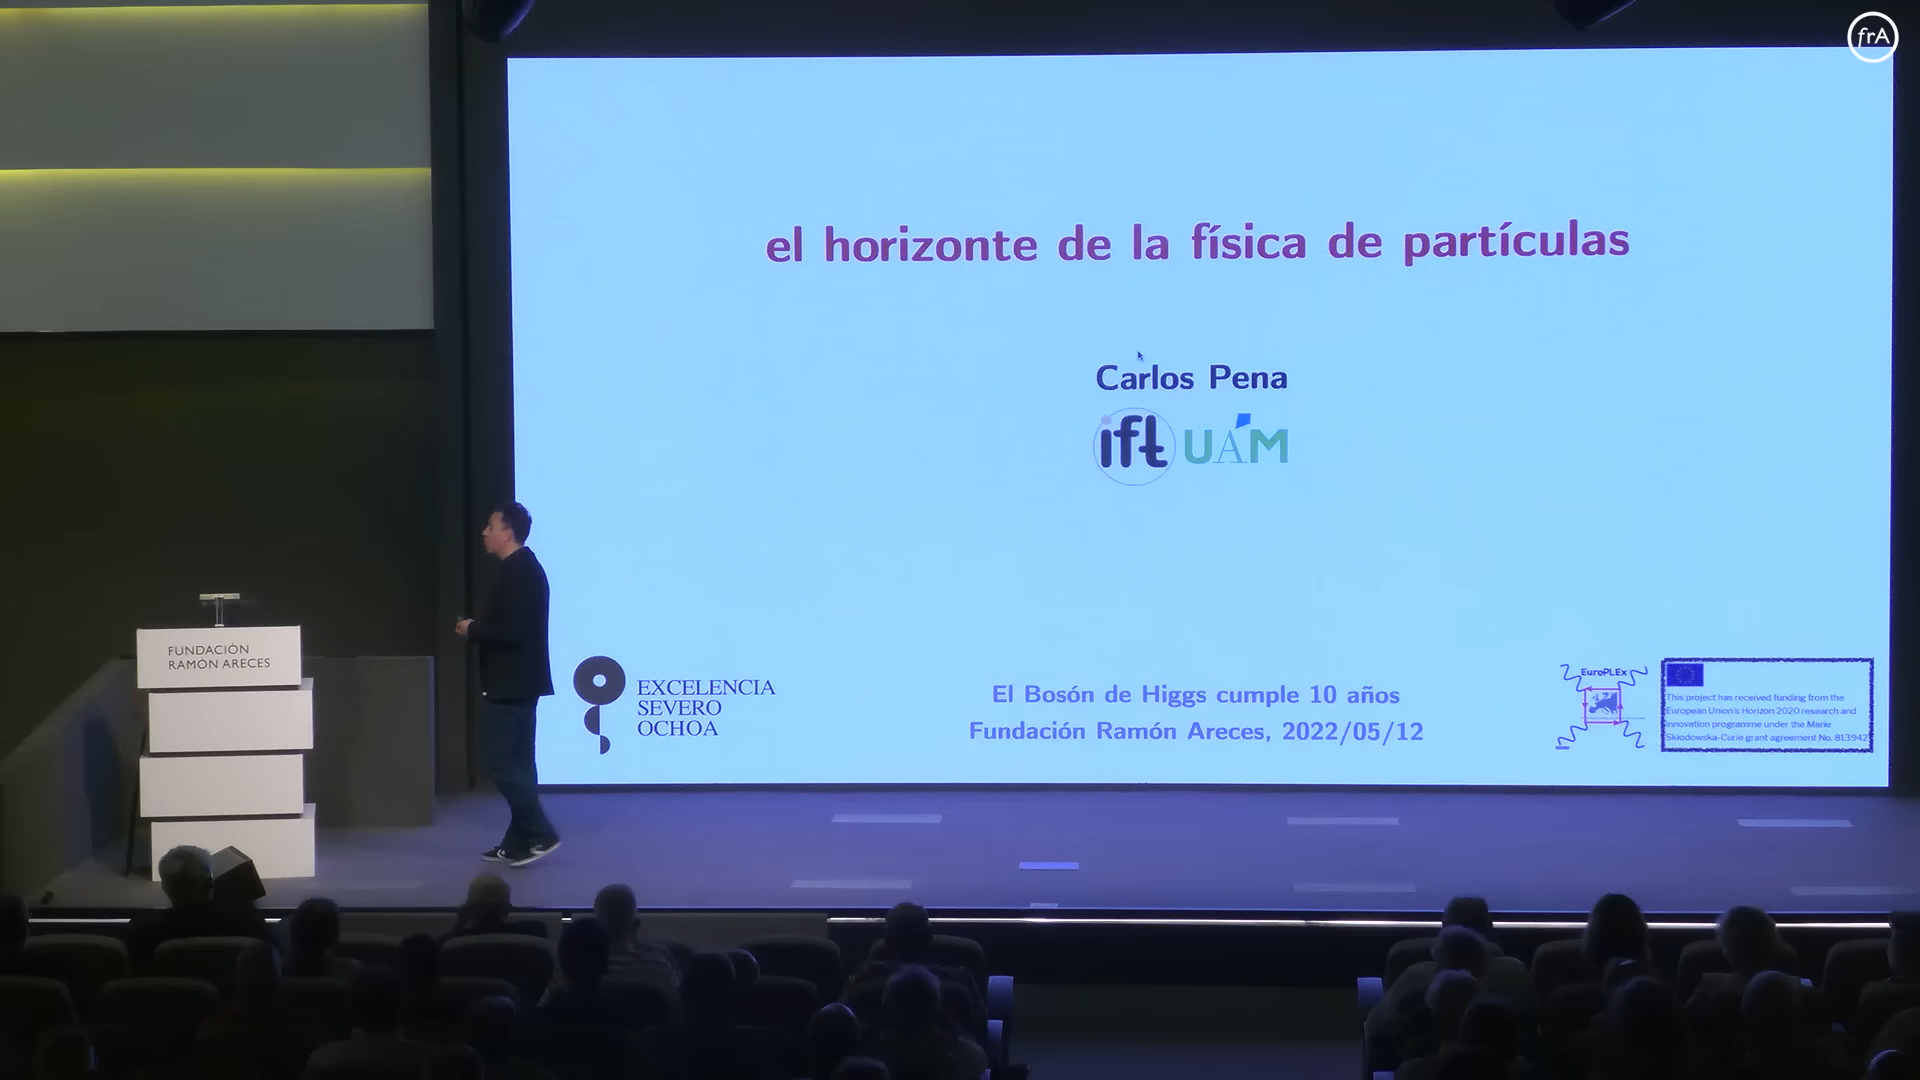 frA
el horizonte de la física de partículas
Carlos Pena
ift UAM
FUNDACIÓN
RAMÓN ARECES
EXCELENCIA
SEVERO
OCHOA
El Bosón de Higgs cumple 10 años
Fundación Ramón Areces, 2022/05/12
EuroPLEx
This project has received funding from the
European Union's Horizon 2020 research and
innovation programme under the Marie
Skłodowska-Curie grant agreement No. 813942